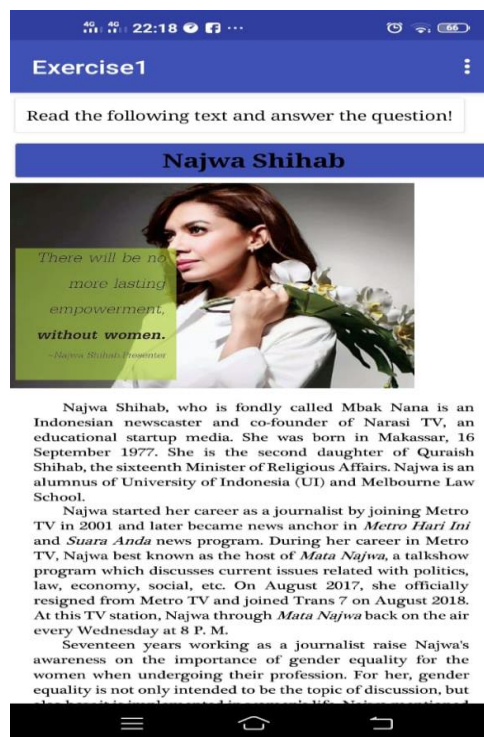 4G 4G 22:18 66
Exercise1
Read the following text and answer the question!
Najwa Shihab
There will be no
more lasting
empowerment,
without women.
~Najwa Shihab Presenter
Najwa Shihab, who is fondly called Mbak Nana is an
Indonesian newscaster and co-founder of Narasi TV, an
educational startup media. She was born in Makassar, 16
September 1977. She is the second daughter of Quraish
Shihab, the sixteenth Minister of Religious Affairs. Najwa is an
alumnus of University of Indonesia (UI) and Melbourne Law
School.
Najwa started her career as a journalist by joining Metro
TV in 2001 and later became news anchor in Metro Hari Ini
and Suara Anda news program. During her career in Metro
TV, Najwa best known as the host of Mata Najwa, a talkshow
program which discusses current issues related with politics,
law, economy, social, etc. On August 2017, she officially
resigned from Metro TV and joined Trans 7 on August 2018.
At this TV station, Najwa through Mata Najwa back on the air
every Wednesday at 8 P. M.
Seventeen years working as a journalist raise Najwa's
awareness on the importance of gender equality for the
women when undergoing their profession. For her, gender
equality is not only intended to be the topic of discussion, but